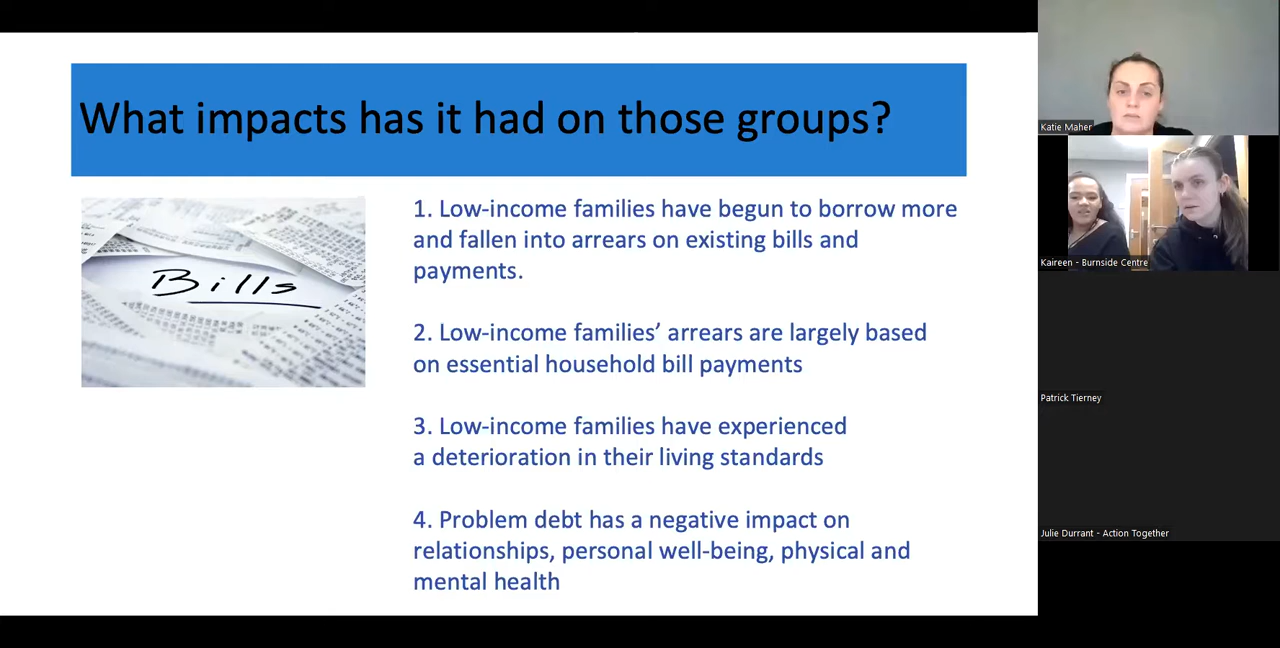 What impacts has it had on those groups?
Bills
1. Low-income families have begun to borrow more
and fallen into arrears on existing bills and
payments.
2. Low-income families’ arrears are largely based
on essential household bill payments
3. Low-income families have experienced
a deterioration in their living standards
4. Problem debt has a negative impact on
relationships, personal well-being, physical and
mental health
Katie Maher
Kaireen - Burnside Centre
Patrick Tierney
Julie Durrant - Action Together